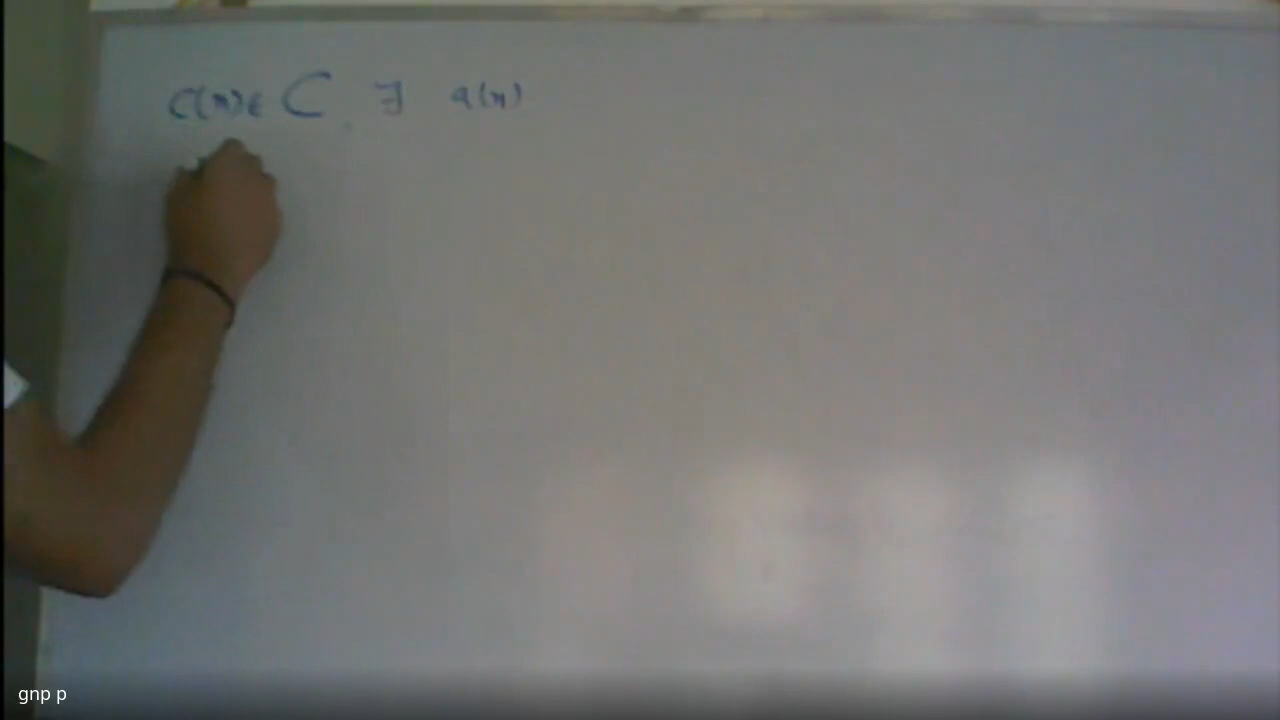 C(x) ∈ C ∃ a(x)
gnp p